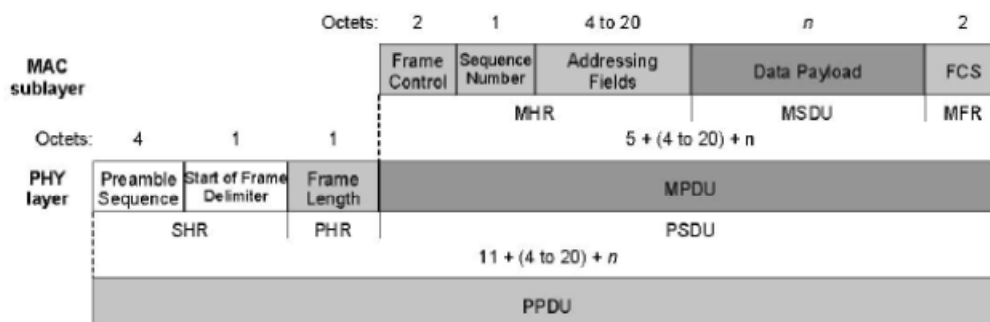 Octets: 2 1 4 to 20 n 2
MAC sublayer
Frame Control
Sequence Number
Addressing Fields
Data Payload
FCS
MHR MSDU MFR
Octets: 4 1 1 5 + (4 to 20) + n
PHY layer
Preamble Sequence
Start of Frame Delimiter
Frame Length
MPDU
SHR PHR PSDU
11 + (4 to 20) + n
PPDU